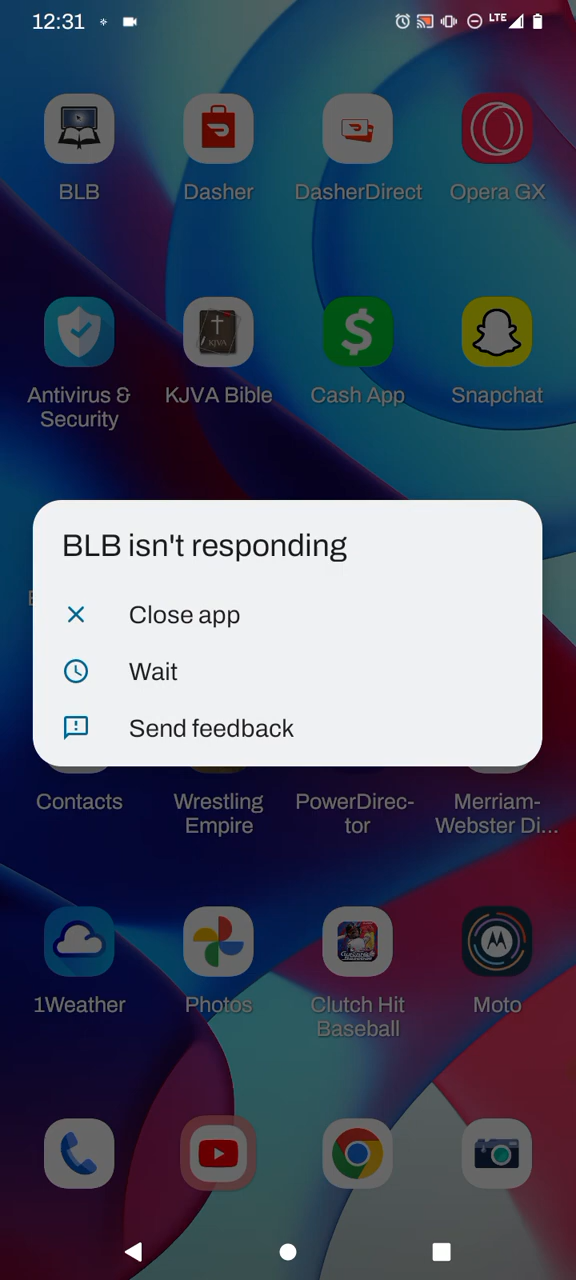 12:31
LTE
BLB
Dasher
DasherDirect
Opera GX
Antivirus &
Security
KJVA Bible
Cash App
Snapchat
BLB isn't responding
Close app
Wait
Send feedback
Contacts
Wrestling
Empire
PowerDirec-
tor
Merriam-
Webster Di...
1Weather
Photos
Clutch Hit
Baseball
Moto